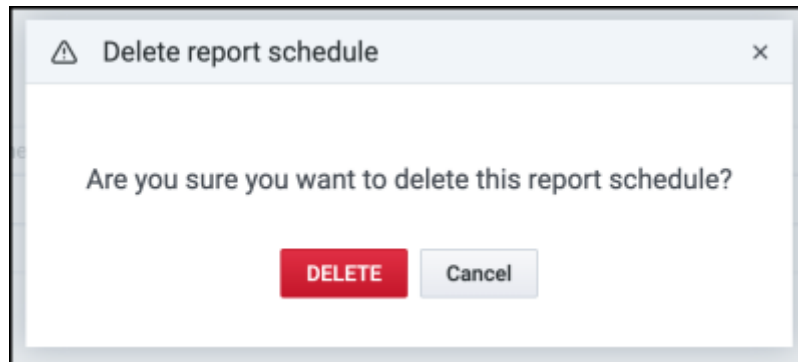 Delete report schedule
Are you sure you want to delete this report schedule?
DELETE
Cancel